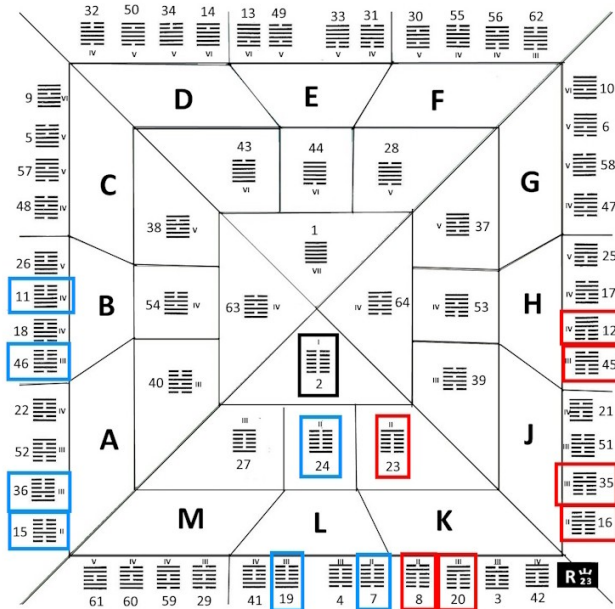 32 50 34 14 13 49 33 31 30 55 56 62
IV V V VI VI V V IV V IV IV III
D E F
9 VI
VI 10
5 V
V 6
57 V
V 58
48 IV
IV 47
C
G
43 VI
44 VI
28 V
38 V
V 37
1 VII
26 V
V 25
11 IV
IV 17
18 IV
IV 12
46 III
III 45
B
H
54 IV
63 IV
IV 64
IV 53
I
2
40 III
III 39
22 IV
IV 21
52 III
III 51
36 III
III 35
15 II
II 16
A
J
III
27
II
24
II
23
M L K
V IV IV III IV III III II II III III IV
61 60 59 29 41 19 4 7 8 20 3 42
R 23